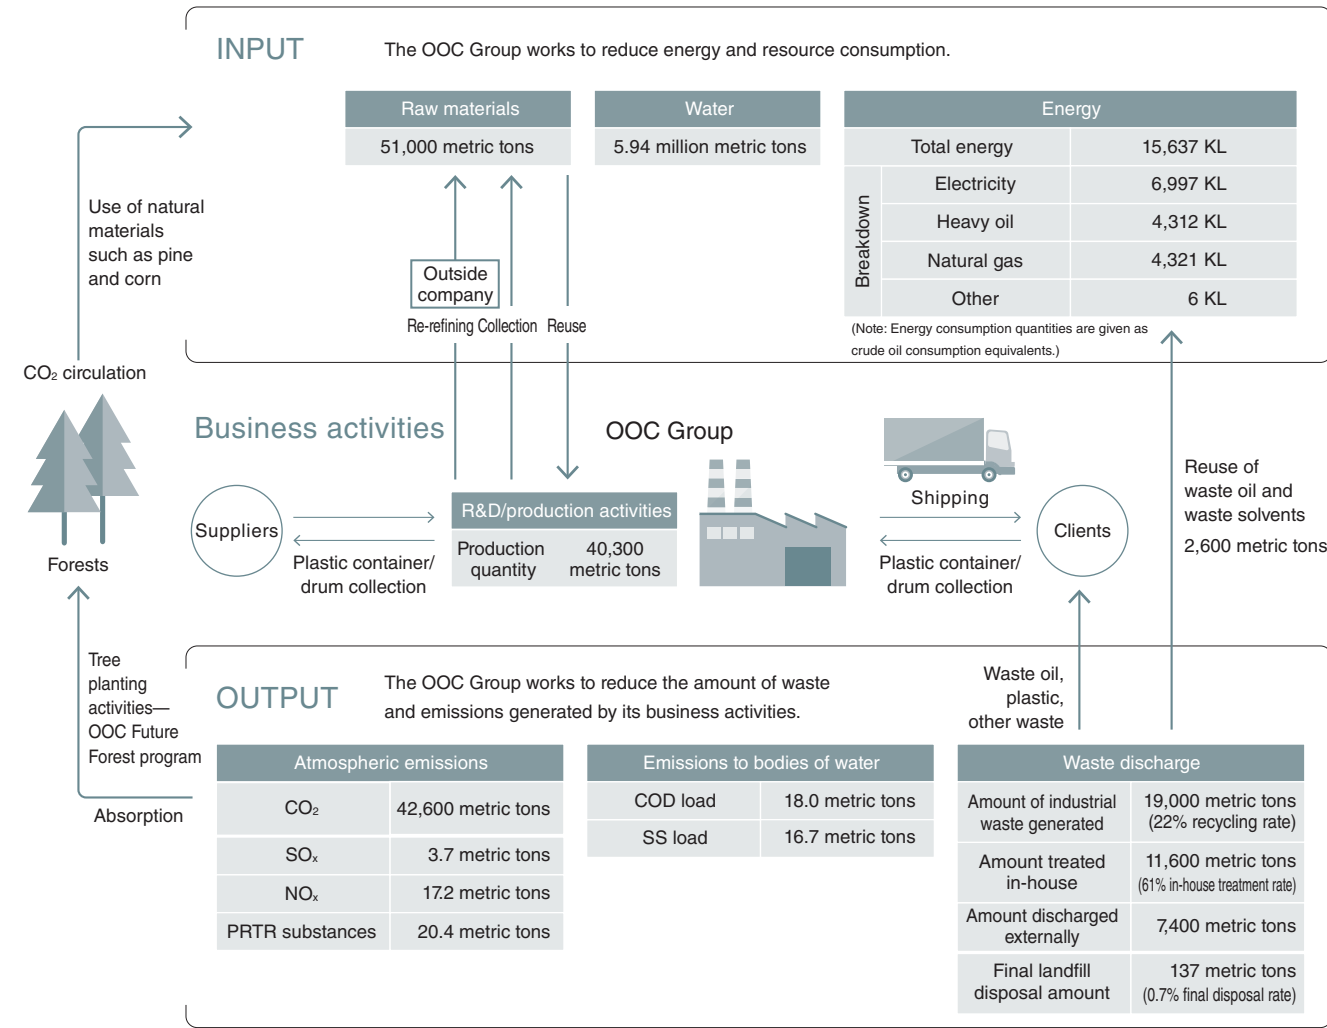 INPUT
The OOC Group works to reduce energy and resource consumption.
Raw materials
51,000 metric tons
Water
5.94 million metric tons
Energy
Total energy 15,637 KL
Breakdown
Electricity 6,997 KL
Heavy oil 4,312 KL
Natural gas 4,321 KL
Other 6 KL
(Note: Energy consumption quantities are given as
crude oil consumption equivalents.)
Use of natural
materials
such as pine
and corn
Outside
company
Re-refining Collection Reuse
CO₂ circulation
Forests
Business activities
OOC Group
Suppliers
Plastic container/
drum collection
R&D/production activities
Production
quantity
40,300
metric tons
Shipping
Plastic container/
drum collection
Clients
Reuse of
waste oil and
waste solvents
2,600 metric tons
Tree
planting
activities—
OOC Future
Forest program
Absorption
OUTPUT
The OOC Group works to reduce the amount of waste
and emissions generated by its business activities.
Waste oil,
plastic,
other waste
Atmospheric emissions
CO₂ 42,600 metric tons
SOₓ 3.7 metric tons
NOₓ 17.2 metric tons
PRTR substances 20.4 metric tons
Emissions to bodies of water
COD load 18.0 metric tons
SS load 16.7 metric tons
Waste discharge
Amount of industrial
waste generated
19,000 metric tons
(22% recycling rate)
Amount treated
in-house
11,600 metric tons
(61% in-house treatment rate)
Amount discharged
externally
7,400 metric tons
Final landfill
disposal amount
137 metric tons
(0.7% final disposal rate)